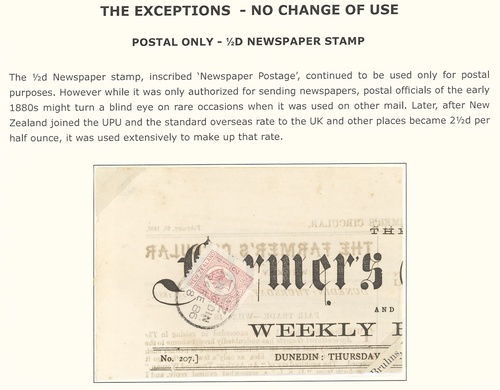 THE EXCEPTIONS - NO CHANGE OF USE
POSTAL ONLY - ½D NEWSPAPER STAMP
The ½d Newspaper stamp, inscribed ‘Newspaper Postage’, continued to be used only for postal
purposes. However while it was only authorized for sending newspapers, postal officials of the early
1880s might turn a blind eye on rare occasions when it was used on other mail. Later, after
New Zealand joined the UPU and the standard overseas rate to the UK and other places became 2½d per
half ounce, it was used extensively to make up that rate.
THE
rmer's
AND
WEEKLY
No. 207.] DUNEDIN: THURSDAY